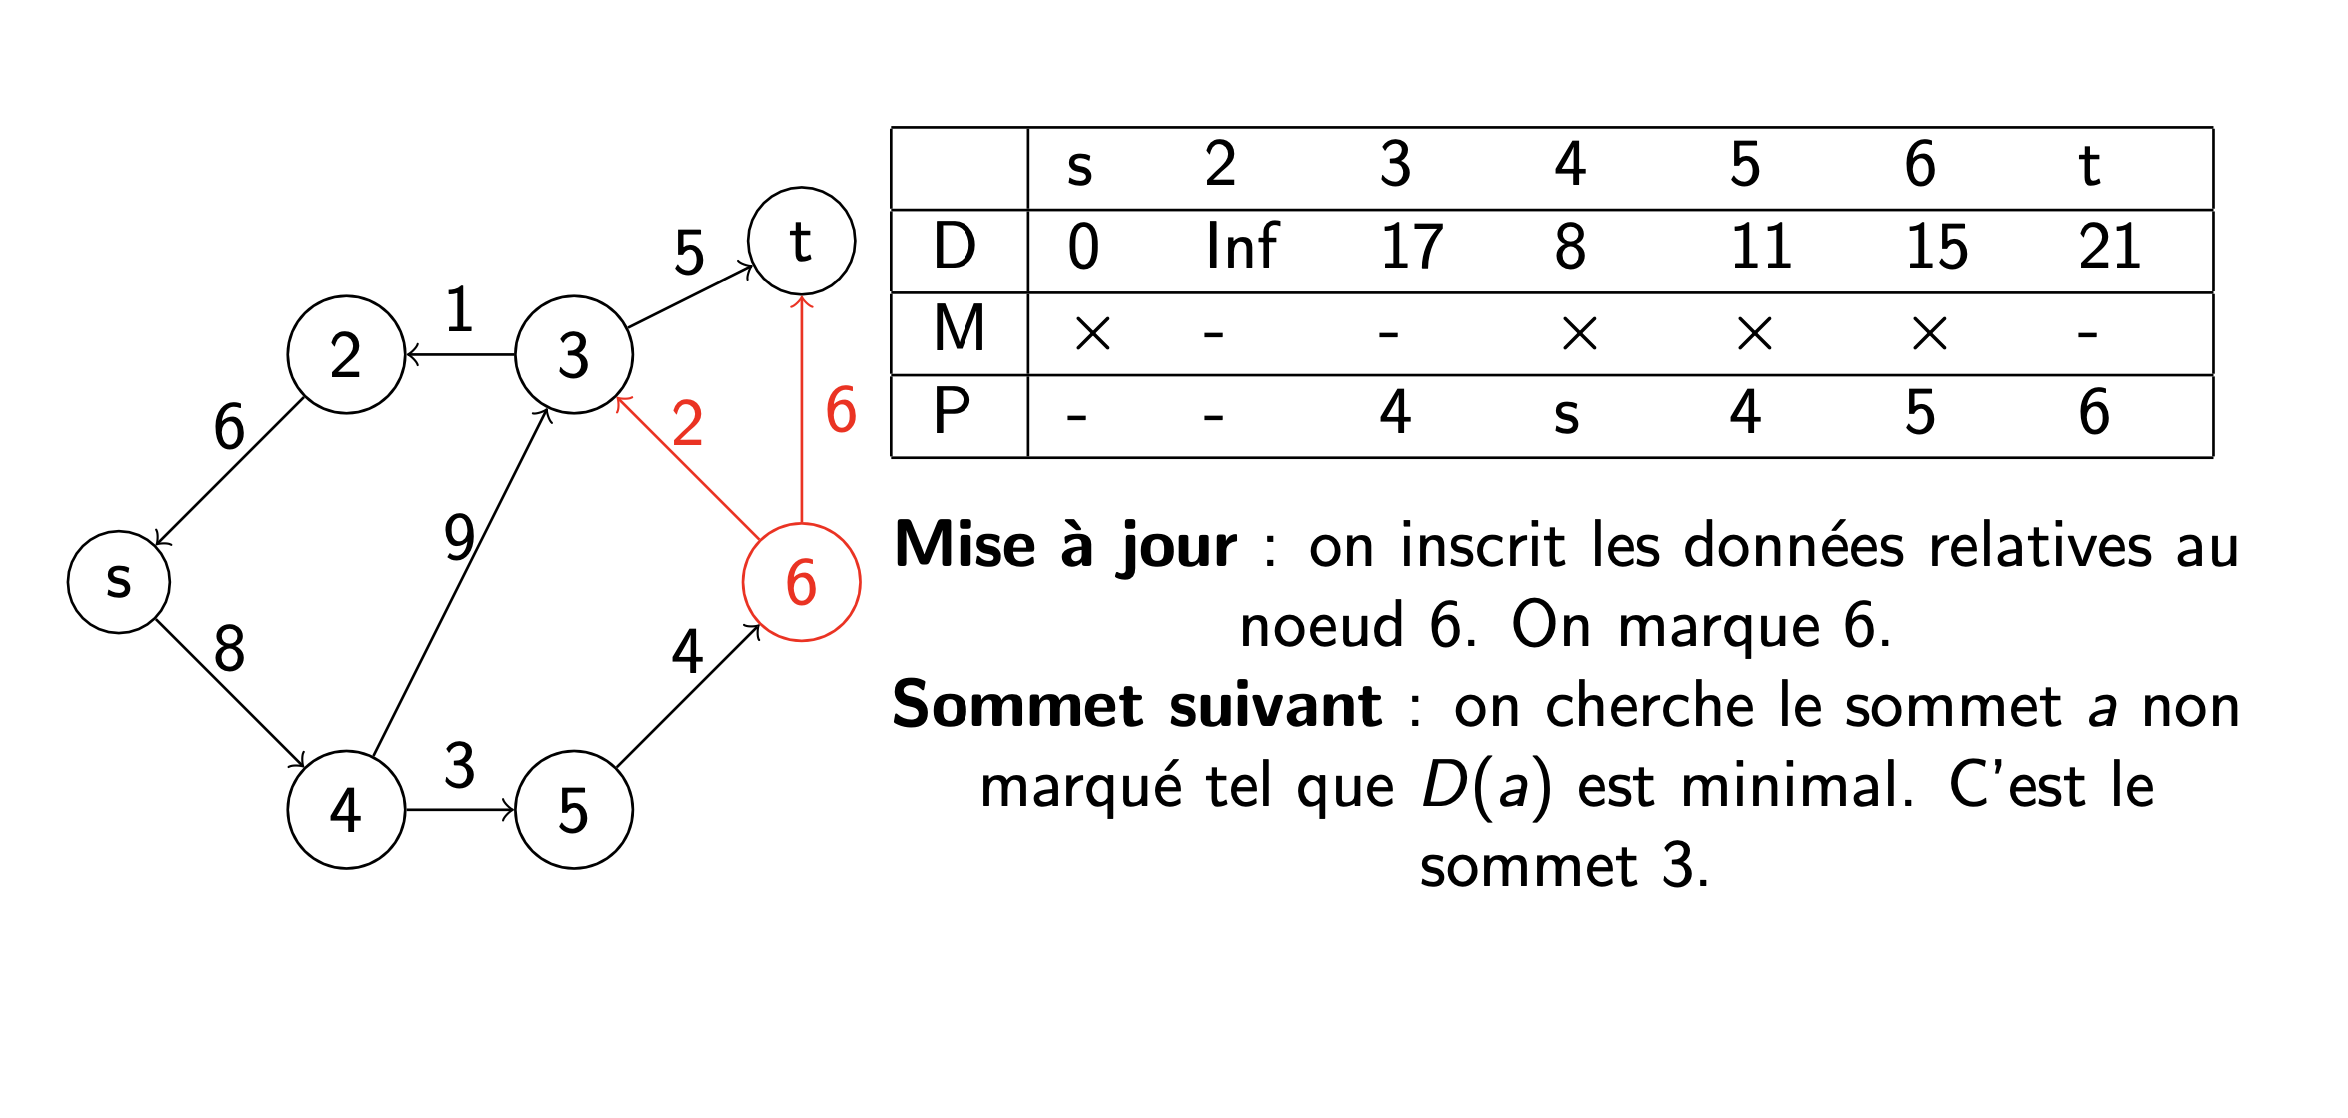 t
5
2
1
3
6
2
6
9
s
6
8
4
3
4
5
s 2 3 4 5 6 t
D 0 Inf 17 8 11 15 21
M × - - × × × -
P - - 4 s 4 5 6
Mise à jour : on inscrit les données relatives au
noeud 6. On marque 6.
Sommet suivant : on cherche le sommet a non
marqué tel que D(a) est minimal. C'est le
sommet 3.